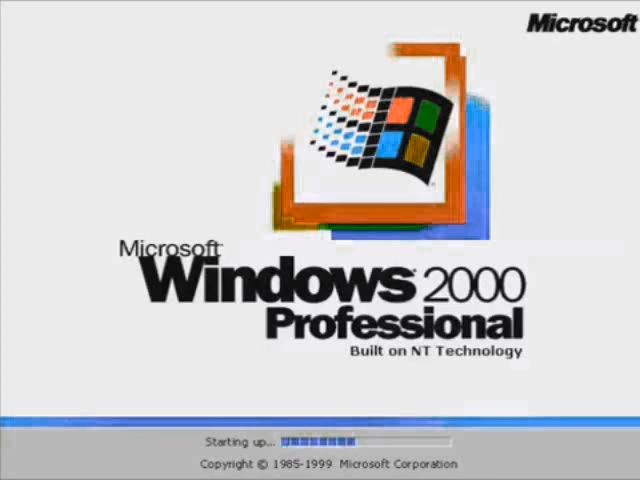 Microsoft
Microsoft
Windows 2000
Professional
Built on NT Technology
Starting up...
Copyright © 1985-1999 Microsoft Corporation